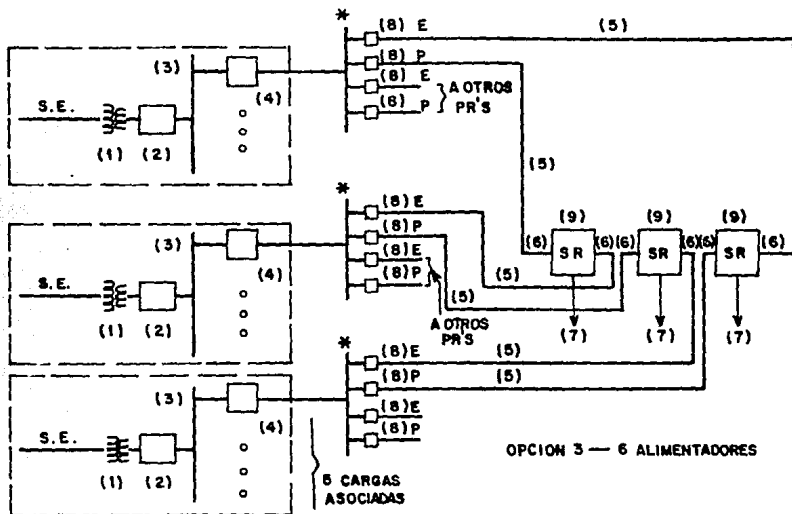 * (8) E (5)
(8) P
(8) E
(8) P
A OTROS
PR'S
(3)
(4)
S.E.
(1) (2)
(5)
* (8) E
(8) P
(8) E
(8) P
(5)
(5)
A OTROS
PR'S
(3)
(4)
S.E.
(1) (2)
(9) (9) (9)
(6) SR (6) (6) SR (6) (6) SR (6)
(7) (7) (7)
* (8) E (5)
(8) P (5)
(8) E
(8) P
(3)
(4)
S.E.
(1) (2)
6 CARGAS
ASOCIADAS
OPCION 3 — 6 ALIMENTADORES